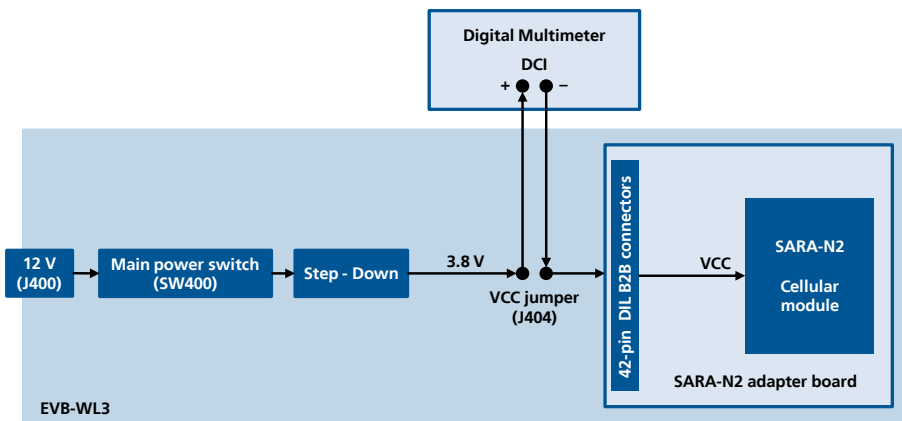 Digital Multimeter
DCI
+ –
12 V
(J400)
Main power switch
(SW400)
Step - Down
3.8 V
VCC jumper
(J404)
42-pin DIL B2B connectors
VCC
SARA-N2
Cellular
module
SARA-N2 adapter board
EVB-WL3